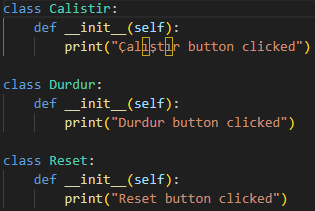 class Calistir:
    def __init__(self):
        print("Çalıştır button clicked")
class Durdur:
    def __init__(self):
        print("Durdur button clicked")
class Reset:
    def __init__(self):
        print("Reset button clicked")